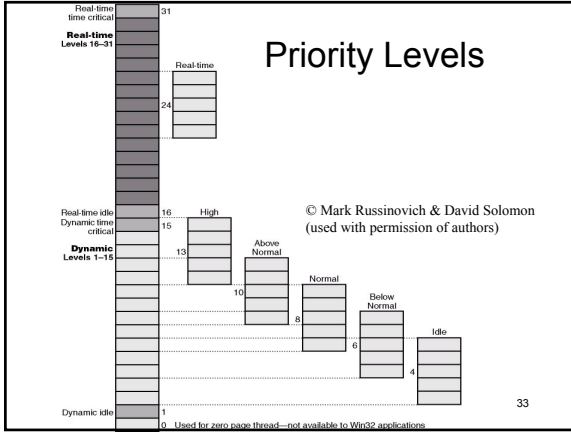 Priority Levels
Real-time
time critical
31
Real-time
Levels 16–31
Real-time
24
Real-time idle
16
Dynamic time
critical
15
High
© Mark Russinovich & David Solomon
(used with permission of authors)
Dynamic
Levels 1–15
13
Above
Normal
10
Normal
8
Below
Normal
6
Idle
4
33
Dynamic idle
1
0 Used for zero page thread—not available to Win32 applications